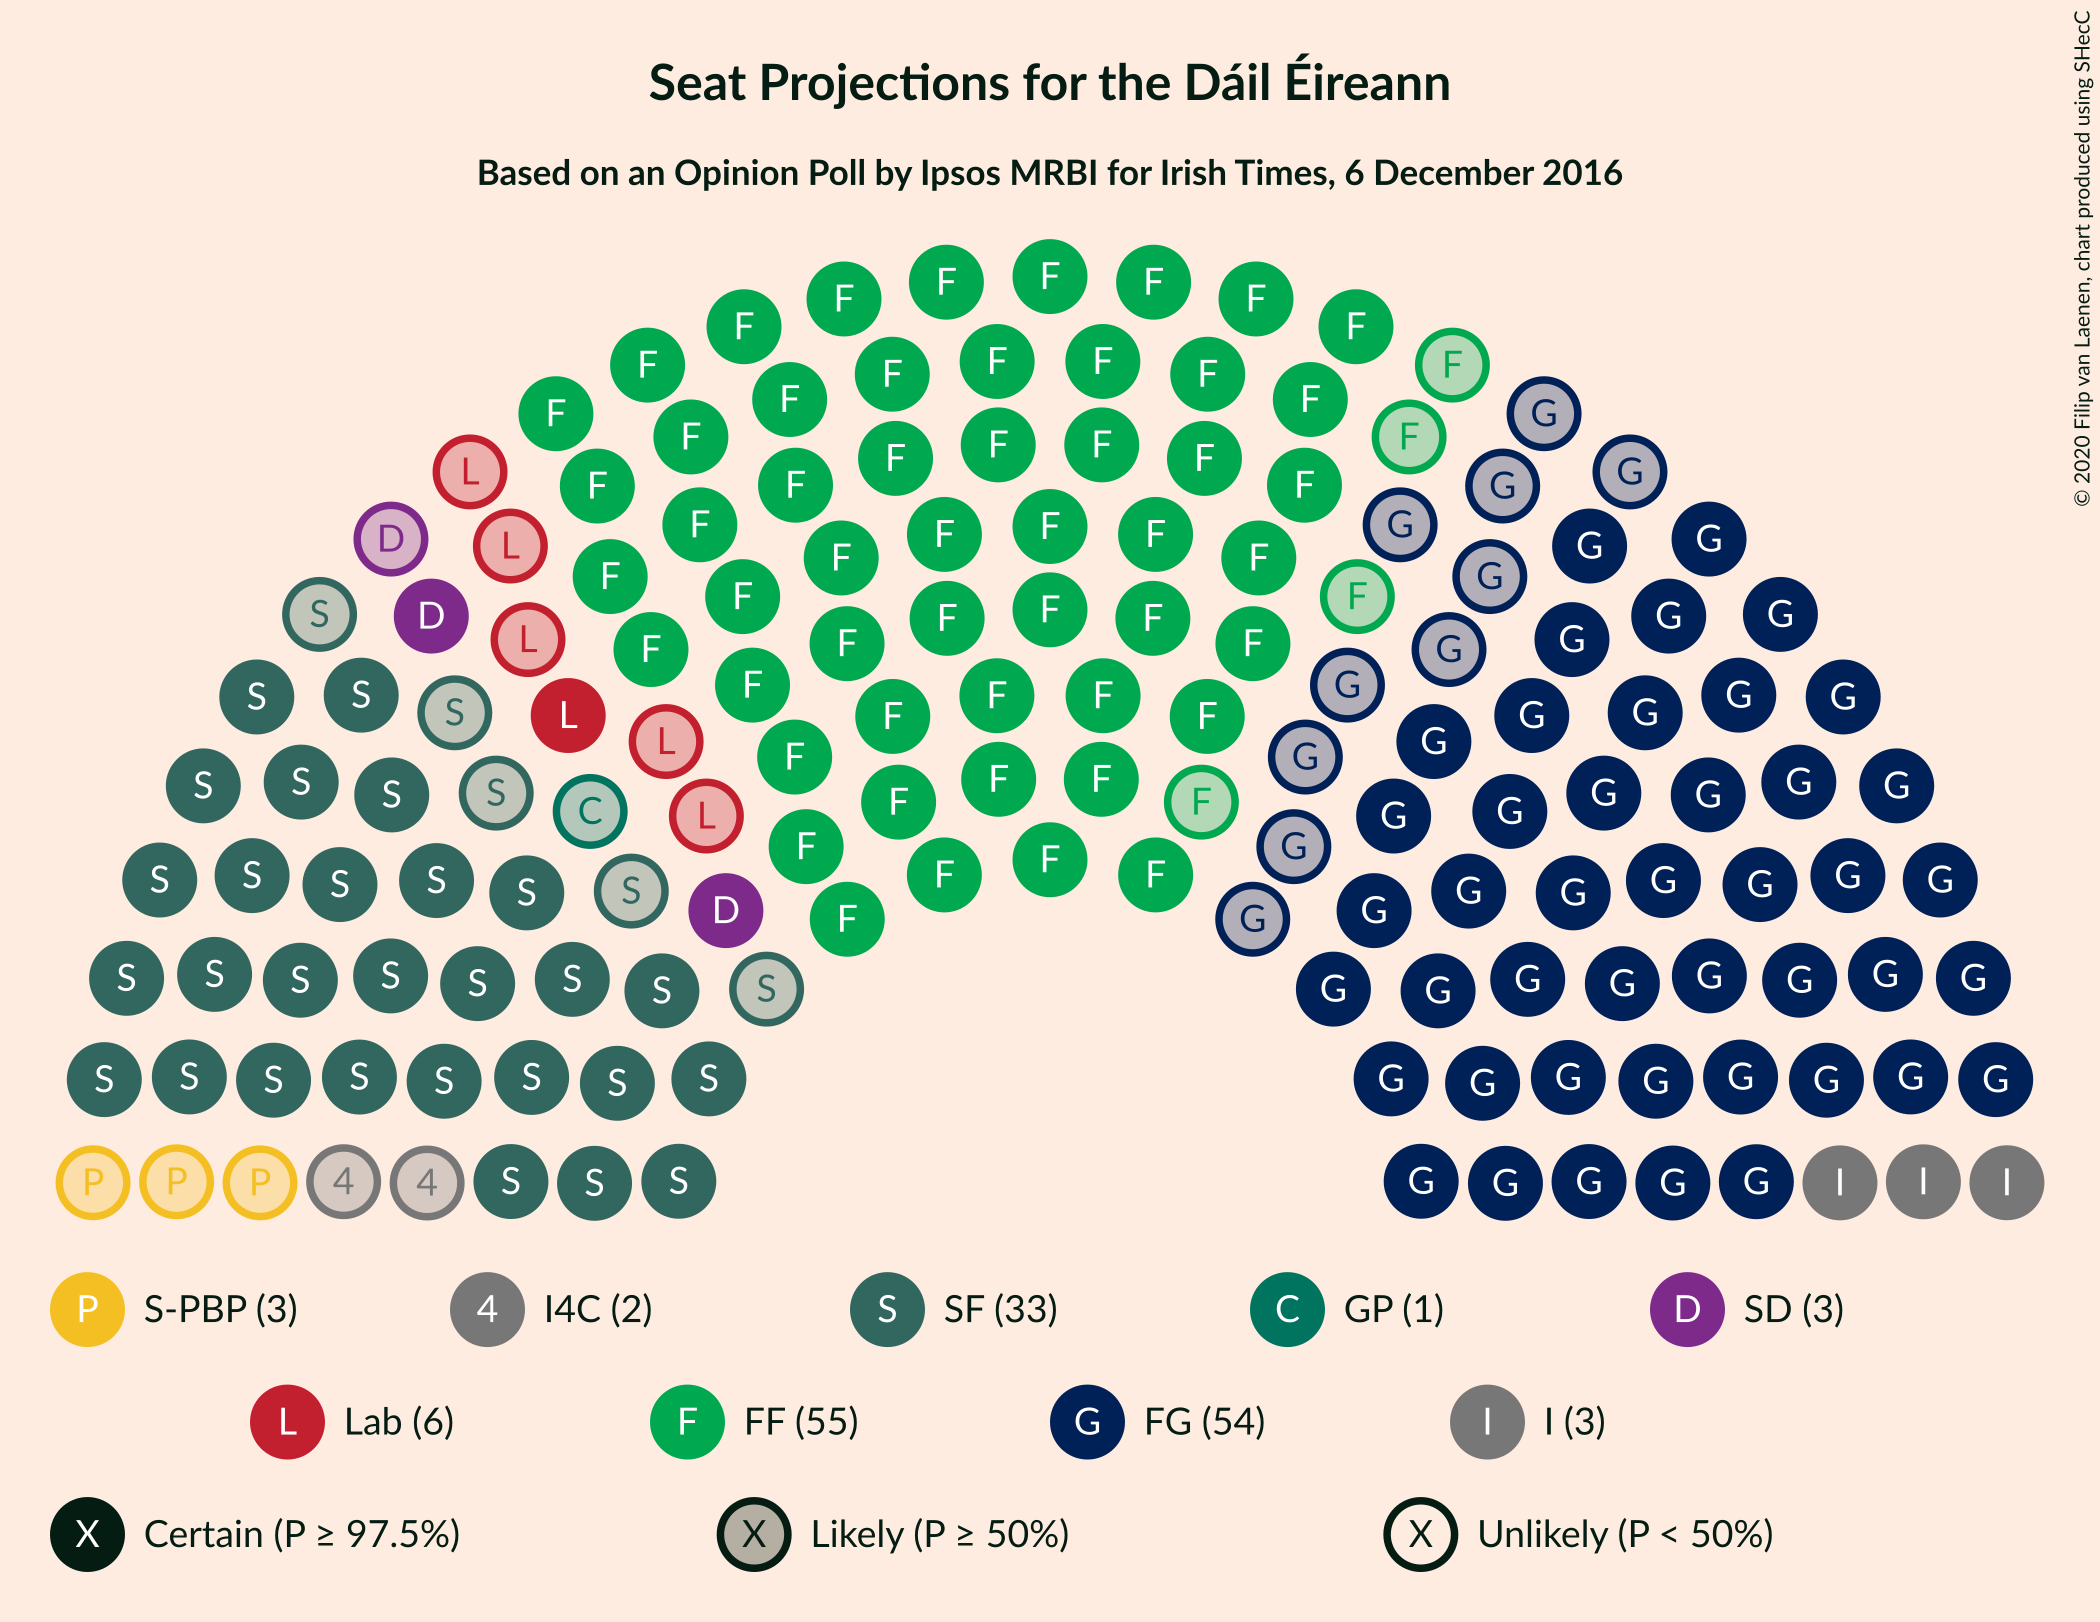 © 2020 Filip van Laenen, chart produced using SHecC
Seat Projections for the Dáil Éireann
Based on an Opinion Poll by Ipsos MRBI for Irish Times, 6 December 2016
F F F F F
F F F F F F F F
F F F F F F F F F G
D L L F F F F F F F G G G G G
S D L F F F F F F F F F F F G G G G G
S S S L L F F F F F F G G G G G G G
S S S S C L F F F F F G G G G G G G
S S S S S S D F F F F G G G G G G G G
S S S S S S S S G G G G G G G G
S S S S S S S S G G G G G G G G
P P P 4 4 S S S G G G G G I I I
P S-PBP (3) 4 I4C (2) S SF (33) C GP (1) D SD (3)
L Lab (6) F FF (55) G FG (54) I I (3)
X Certain (P ≥ 97.5%) X Likely (P ≥ 50%) X Unlikely (P < 50%)